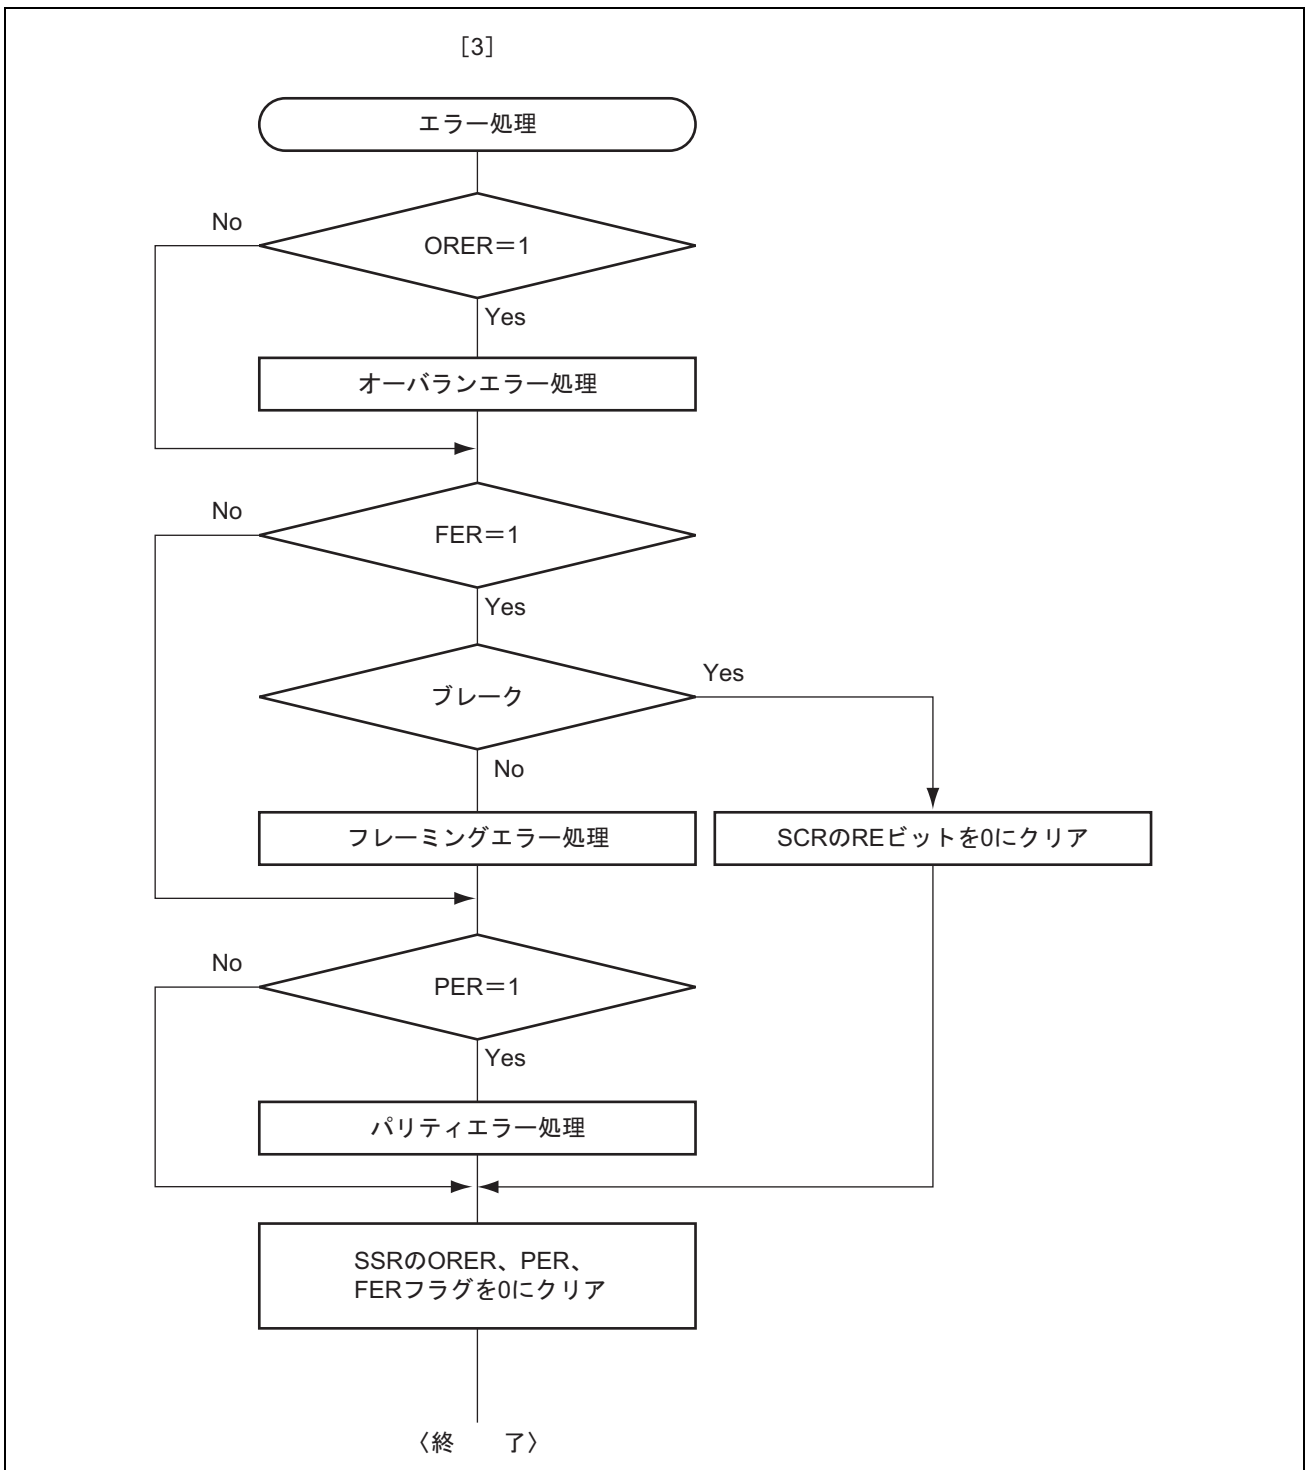 [3]
エラー処理
No
ORER＝1
Yes
オーバランエラー処理
No
FER＝1
Yes
ブレーク
Yes
No
フレーミングエラー処理
SCRのREビットを0にクリア
No
PER＝1
Yes
パリティエラー処理
SSRのORER、PER、
FERフラグを0にクリア
〈終　　了〉